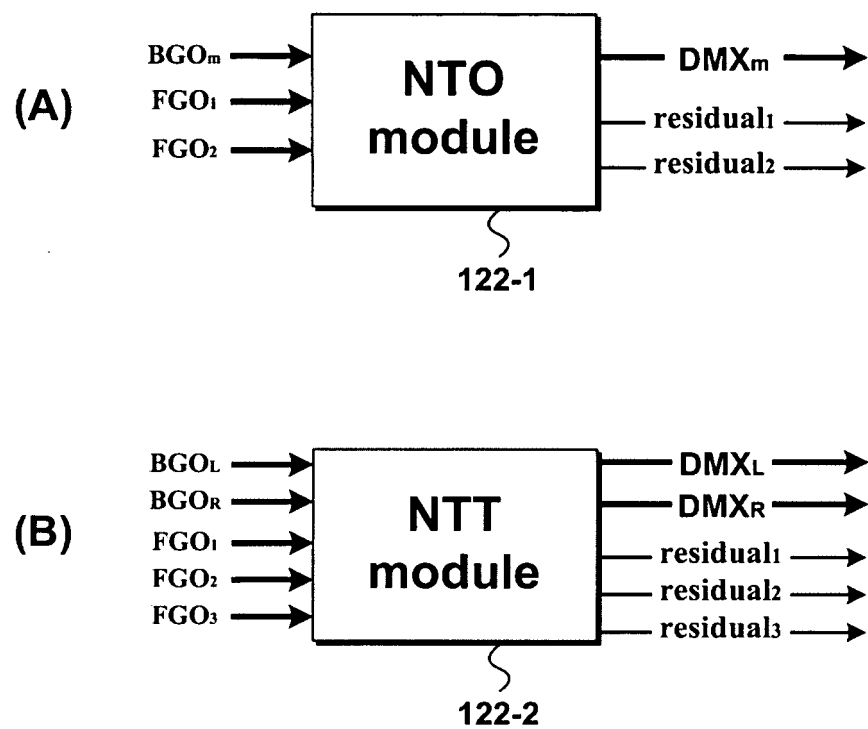 (A)
BGOm
FGO1
FGO2
NTO
module
DMXm
residual1
residual2
122-1
(B)
BGOL
BGOR
FGO1
FGO2
FGO3
NTT
module
DMXL
DMXR
residual1
residual2
residual3
122-2